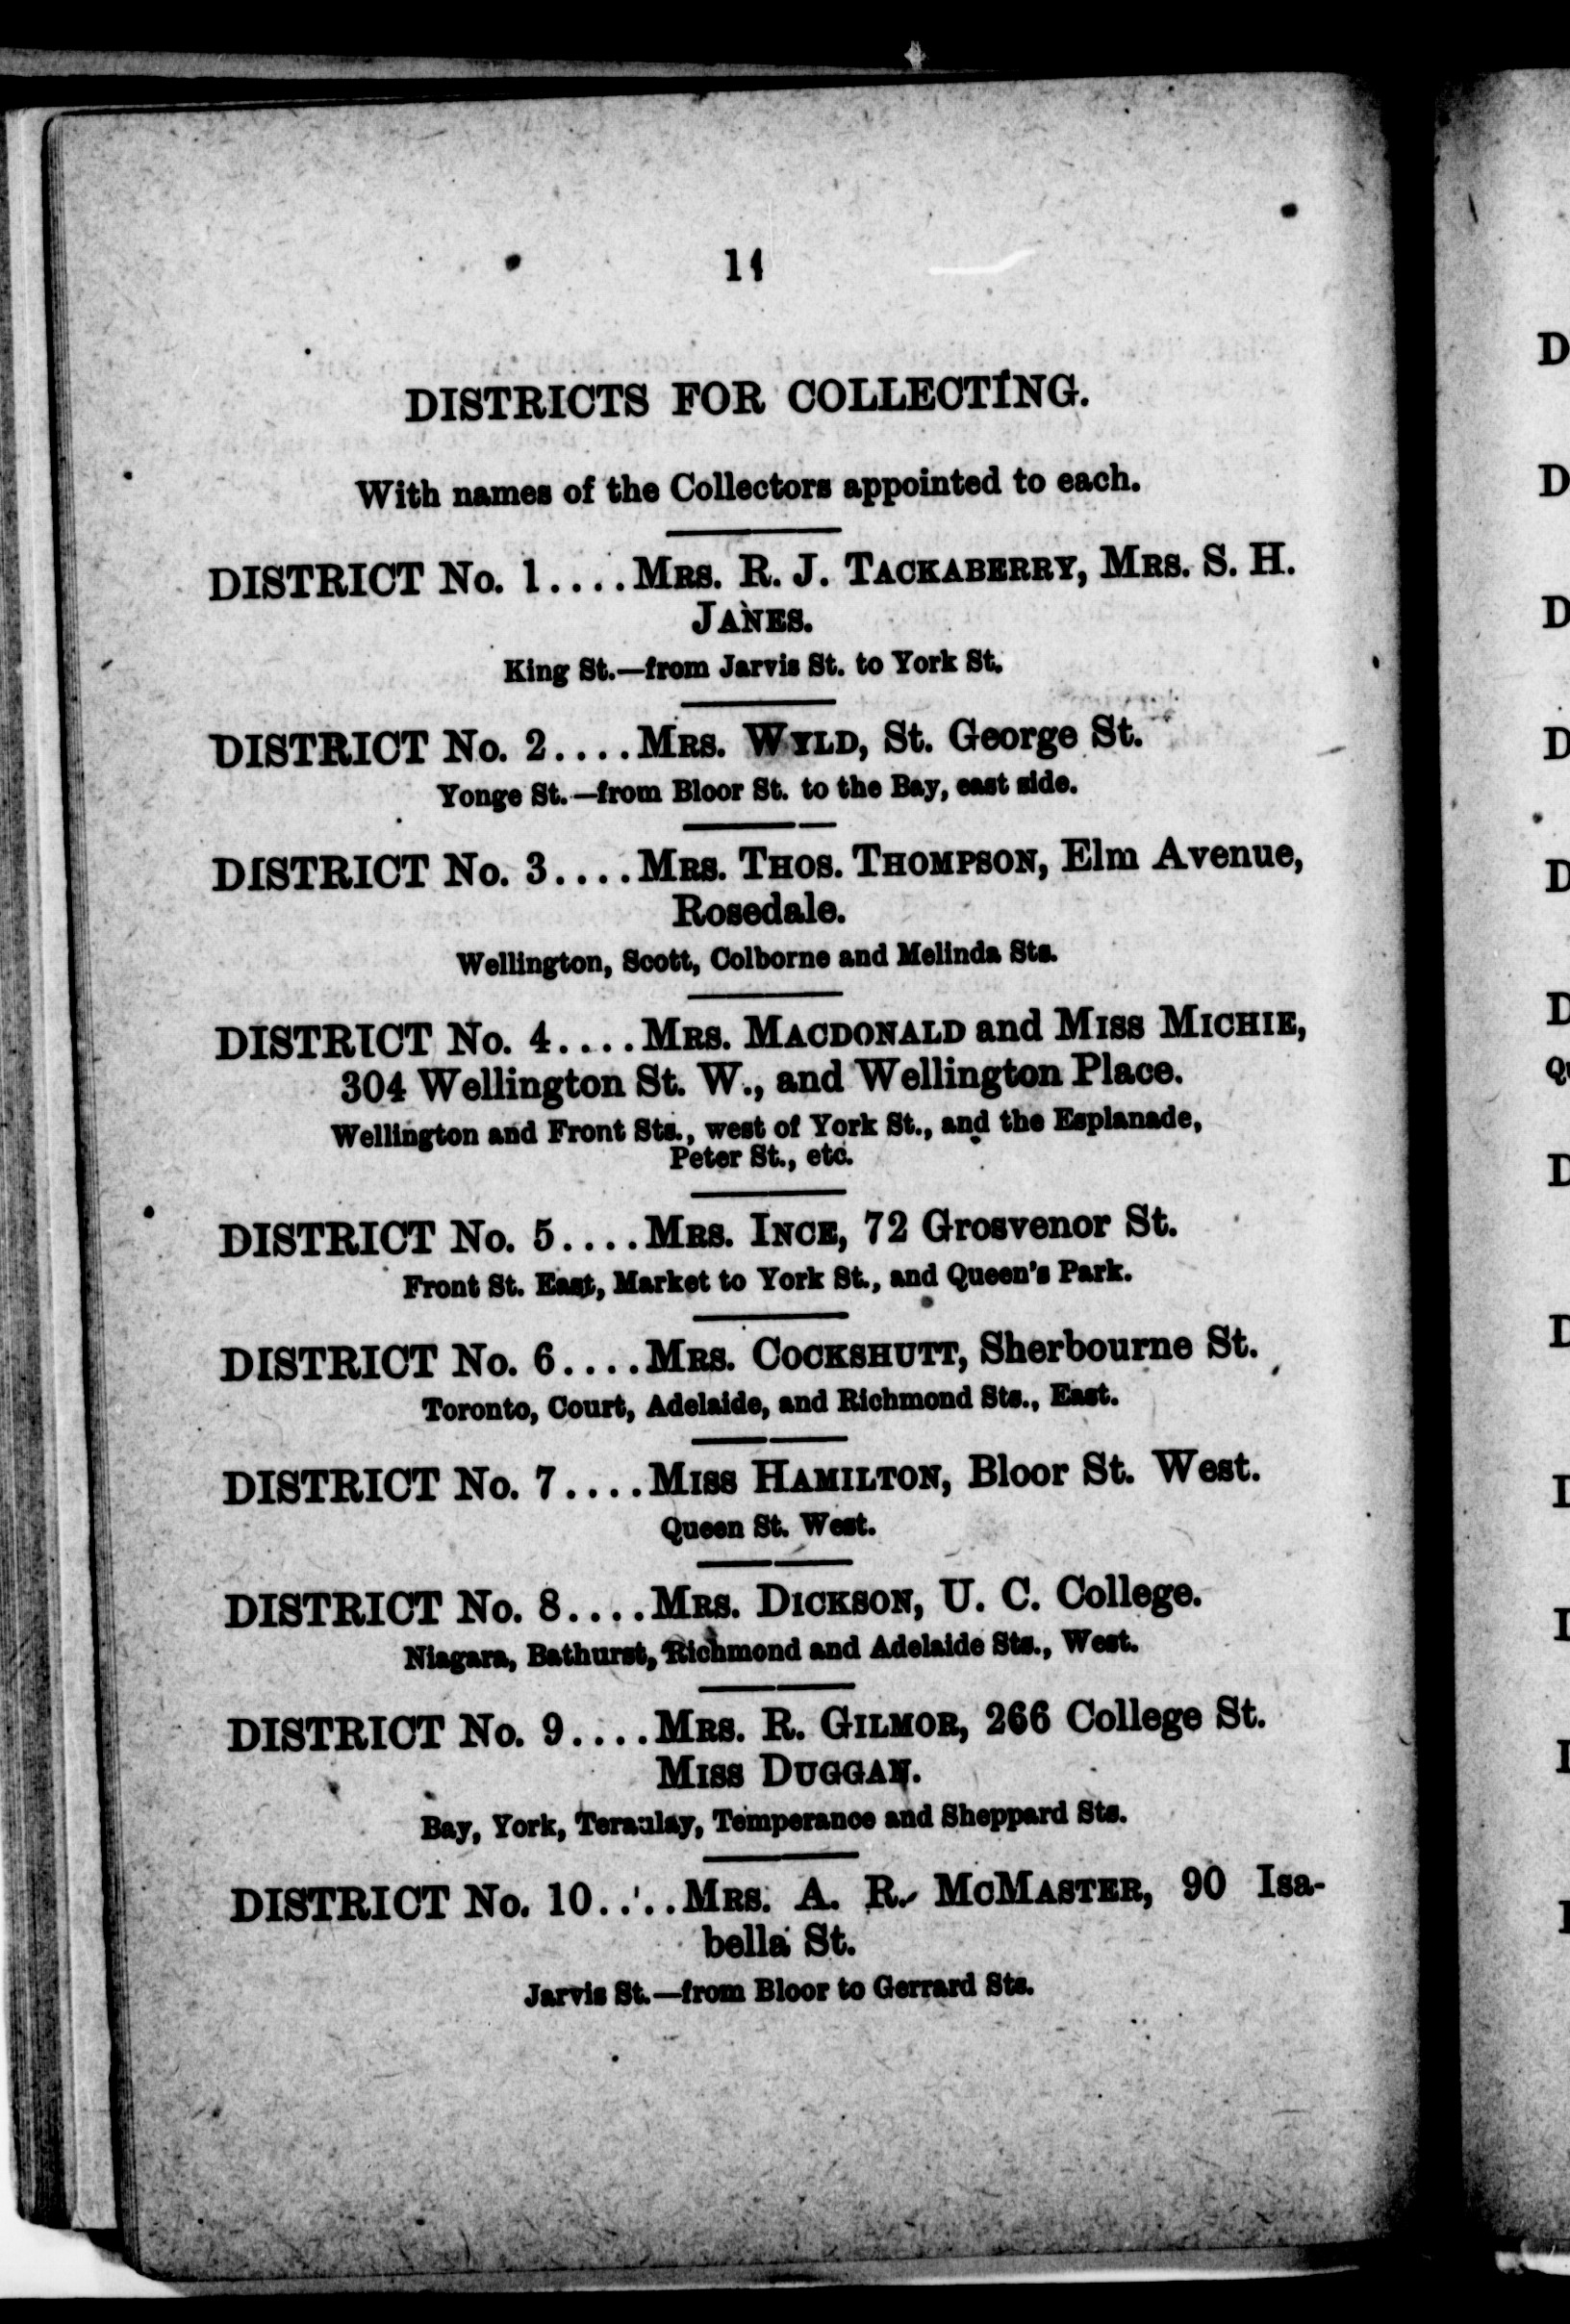 DISTRICTS FOR COLLECTING.
With names of the Collectors appointed to each.
DISTRICT No. 1....MRS. R. J. TACKABERRY, MRS. S. H.
JANES.
King St.—from Jarvis St. to York St.
DISTRICT No. 2....MRS. WYLD, St. George St.
Yonge St.—from Bloor St. to the Bay, east side.
DISTRICT No. 3....MRS. THOS. THOMPSON, Elm Avenue,
Rosedale.
Wellington, Scott, Colborne and Melinda Sts.
DISTRICT No. 4....MRS. MACDONALD and MISS MICHIE,
304 Wellington St. W., and Wellington Place.
Wellington and Front Sts., west of York St., and the Esplanade,
Peter St., etc.
DISTRICT No. 5....MRS. INCE, 72 Grosvenor St.
Front St. East, Market to York St., and Queen's Park.
DISTRICT No. 6....MRS. COCKSHUTT, Sherbourne St.
Toronto, Court, Adelaide, and Richmond Sts., East.
DISTRICT No. 7....MISS HAMILTON, Bloor St. West.
Queen St. West.
DISTRICT No. 8....MRS. DICKSON, U. C. College.
Niagara, Bathurst, Richmond and Adelaide Sts., West.
DISTRICT No. 9....MRS. R. GILMOR, 266 College St.
MISS DUGGAN.
Bay, York, Teraulay, Temperance and Sheppard Sts.
DISTRICT No. 10....MRS. A. R. MCMASTER, 90 Isa-
bella St.
Jarvis St.—from Bloor to Gerrard Sts.